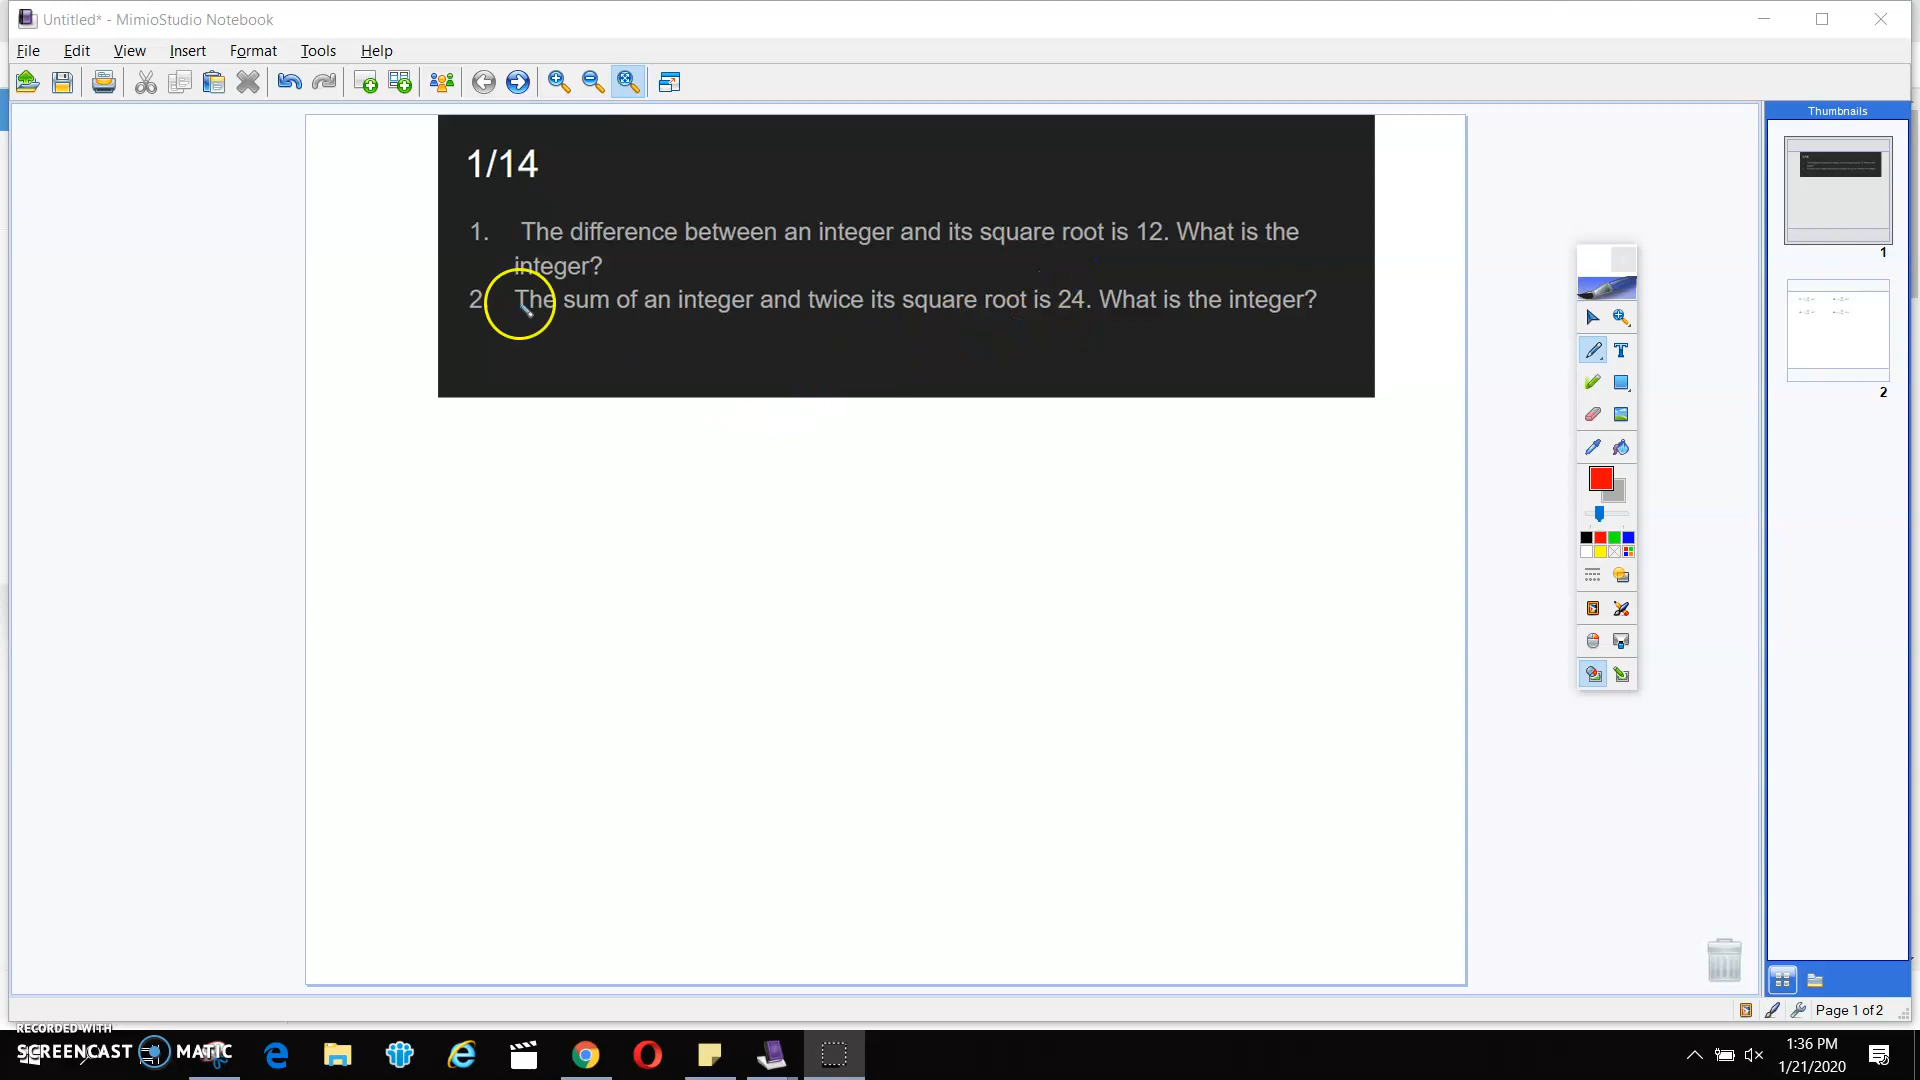 Untitled* - MimioStudio Notebook
File Edit View Insert Format Tools Help
Thumbnails
1/14
1. The difference between an integer and its square root is 12. What is the
integer?
2 The sum of an integer and twice its square root is 24. What is the integer?
1
2
Page 1 of 2
RECORDED WITH
SCREENCAST MATIC
1:36 PM
1/21/2020